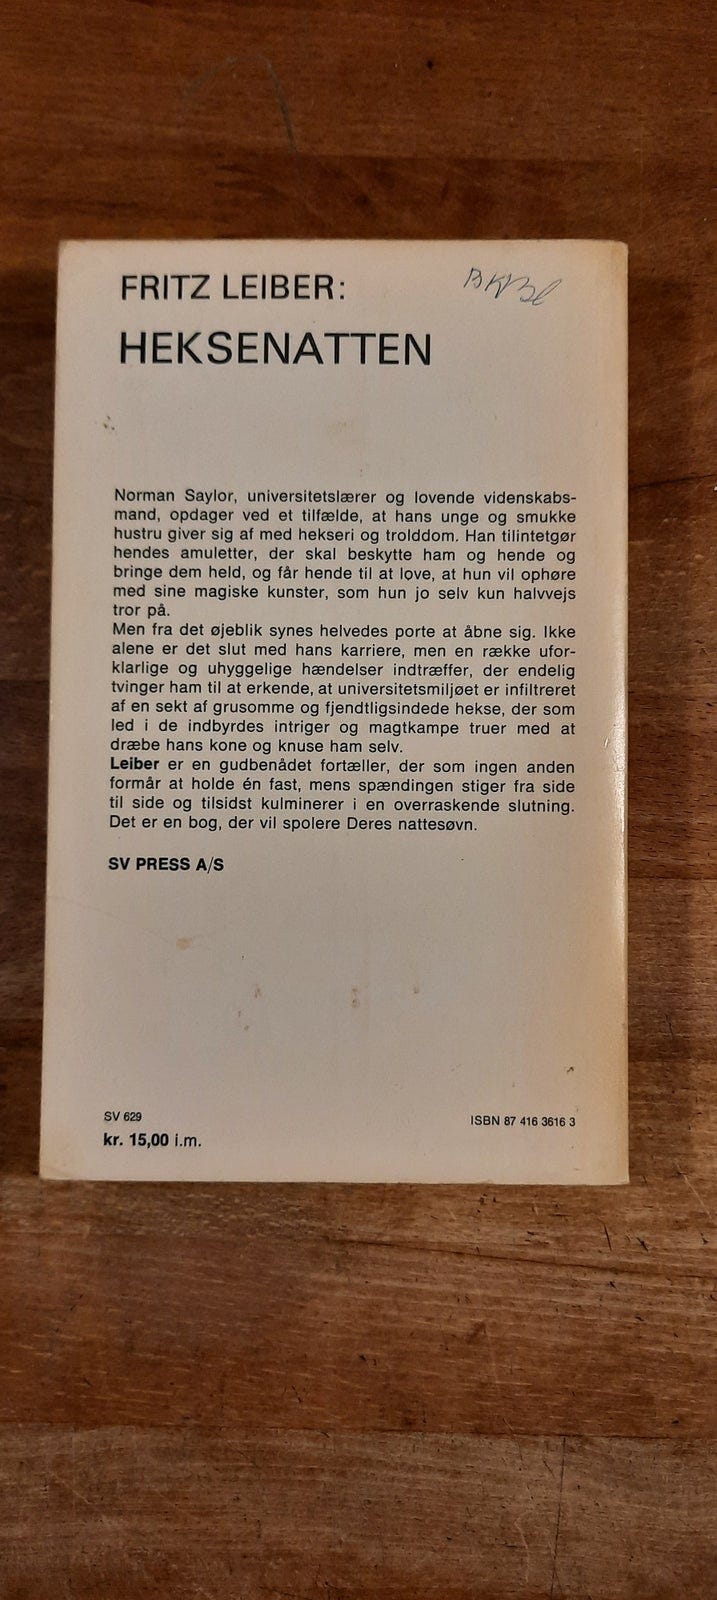 FRITZ LEIBER:
HEKSENATTEN
Norman Saylor, universitetslærer og lovende videnskabs-
mand, opdager ved et tilfælde, at hans unge og smukke
hustru giver sig af med hekseri og trolddom. Han tilintetgør
hendes amuletter, der skal beskytte ham og hende og
bringe dem held, og får hende til at love, at hun vil ophøre
med sine magiske kunster, som hun jo selv kun halvvejs
tror på.
Men fra det øjeblik synes helvedes porte at åbne sig. Ikke
alene er det slut med hans karriere, men en række ufor-
klarlige og uhyggelige hændelser indtræffer, der endelig
tvinger ham til at erkende, at universitetsmiljøet er infiltreret
af en sekt af grusomme og fjendtligsindede hekse, der som
led i de indbyrdes intriger og magtkampe truer med at
dræbe hans kone og knuse ham selv.
Leiber er en gudbenådet fortæller, der som ingen anden
formår at holde én fast, mens spændingen stiger fra side
til side og tilsidst kulminerer i en overraskende slutning.
Det er en bog, der vil spolere Deres nattesøvn.
SV PRESS A/S
SV 629
kr. 15,00 i.m.
ISBN 87 416 3616 3